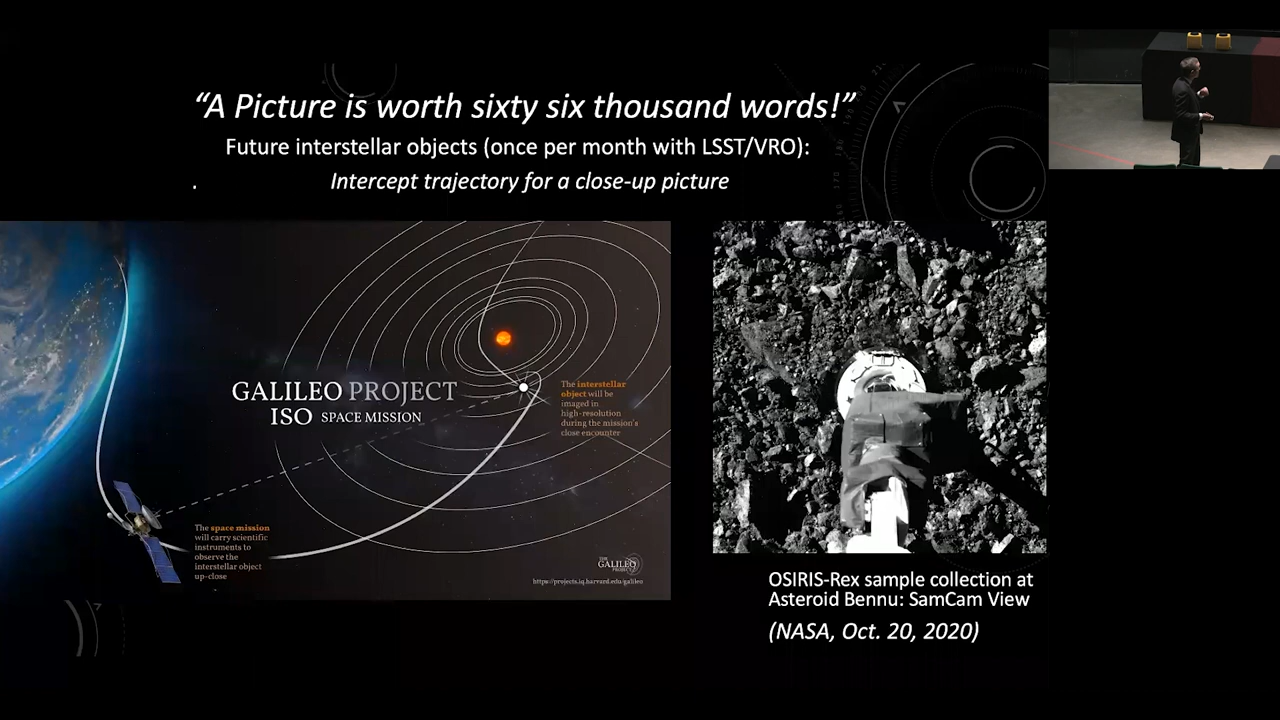 “A Picture is worth sixty six thousand words!”
Future interstellar objects (once per month with LSST/VRO):
. Intercept trajectory for a close-up picture
GALILEO PROJECT
ISO SPACE MISSION
The interstellar
object will be
imaged in
high-resolution
during the mission's
close encounter
The space mission
will carry scientific
instruments to
observe the
interstellar object
up-close
THE
GALILEO
PROJECT
https://projects.iq.harvard.edu/galileo
OSIRIS-Rex sample collection at
Asteroid Bennu: SamCam View
(NASA, Oct. 20, 2020)